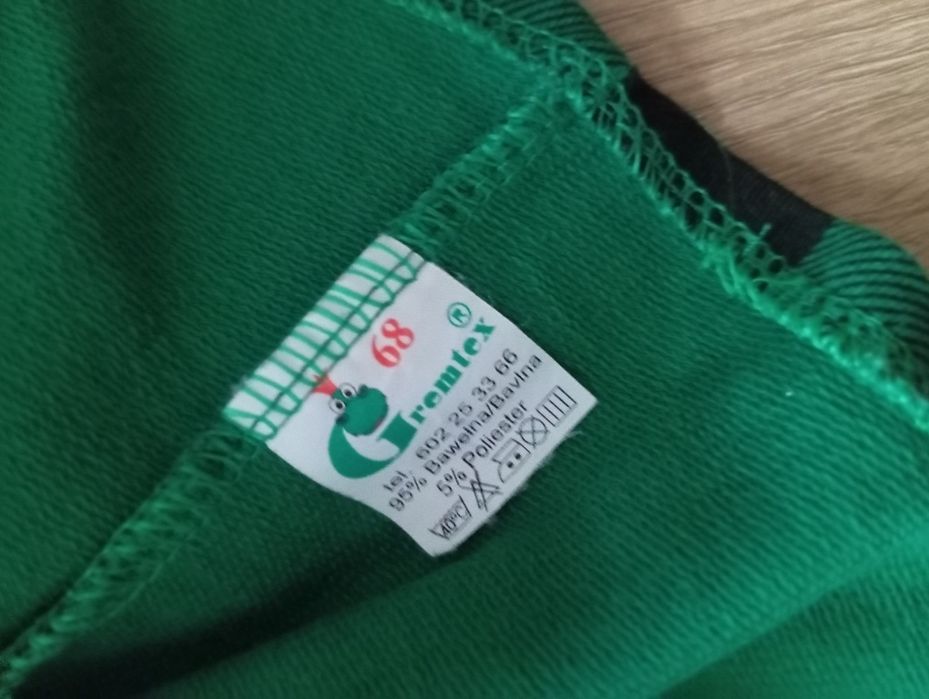 68
Gremtex ®
tel. 602 25 33 66
95% Bawełna/Bavlna
5% Poliester
40°C